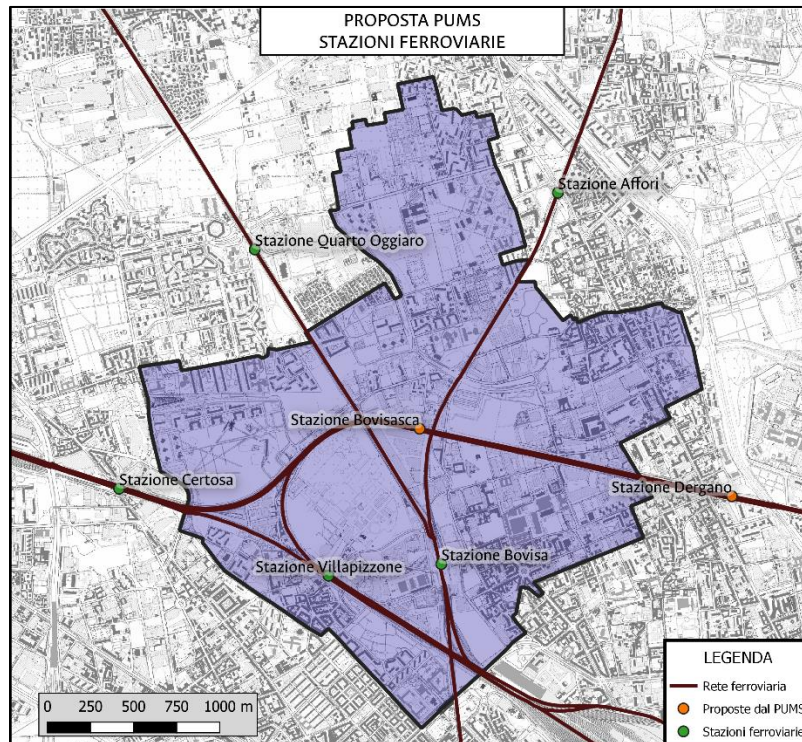 PROPOSTA PUMS
STAZIONI FERROVIARIE
Stazione Affori
Stazione Quarto Oggiaro
Stazione Bovisasca
Stazione Certosa
Stazione Dergano
Stazione Bovisa
Stazione Villapizzone
LEGENDA
Rete ferroviaria
Proposte dal PUMS
Stazioni ferroviarie
0 250 500 750 1000 m